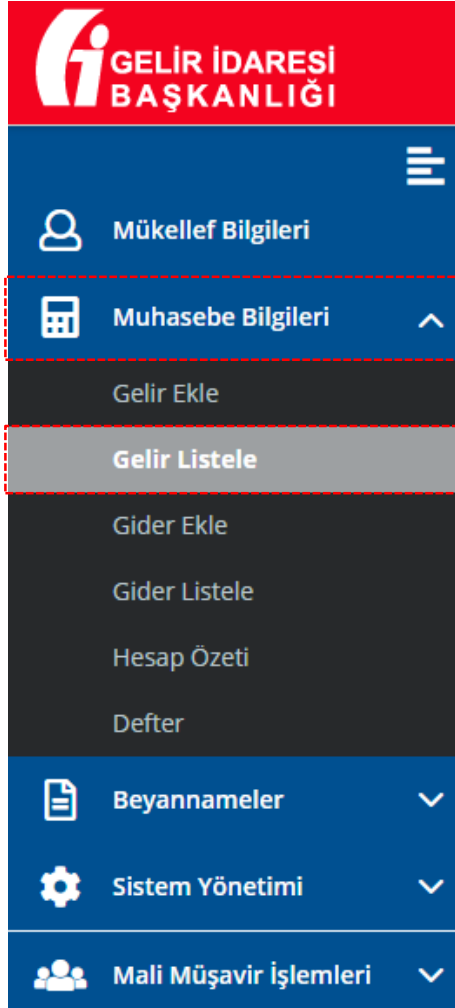 GELİR İDARESİ
BAŞKANLIĞI
Mükellef Bilgileri
Muhasebe Bilgileri
Gelir Ekle
Gelir Listele
Gider Ekle
Gider Listele
Hesap Özeti
Defter
Beyannameler
Sistem Yönetimi
Mali Müşavir İşlemleri